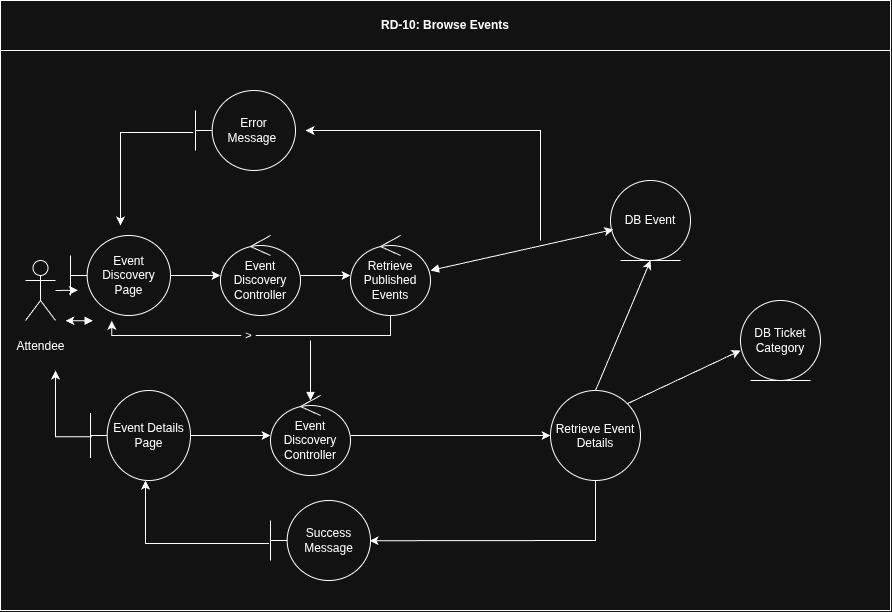 RD-10: Browse Events
Error
Message
DB Event
Event
Discovery
Page
Event
Discovery
Controller
Retrieve
Published
Events
Attendee
>
DB Ticket
Category
Event Details
Page
Event
Discovery
Controller
Retrieve Event
Details
Success
Message